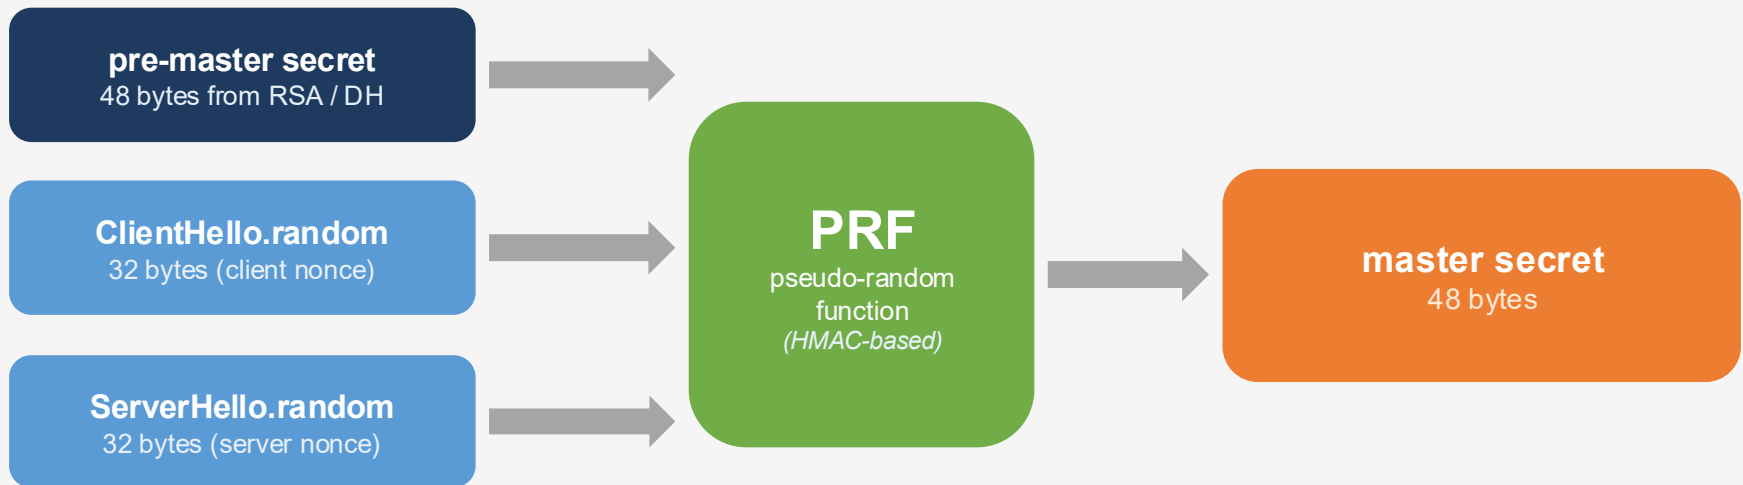 pre-master secret
48 bytes from RSA / DH
ClientHello.random
32 bytes (client nonce)
ServerHello.random
32 bytes (server nonce)
PRF
pseudo-random
function
(HMAC-based)
master secret
48 bytes